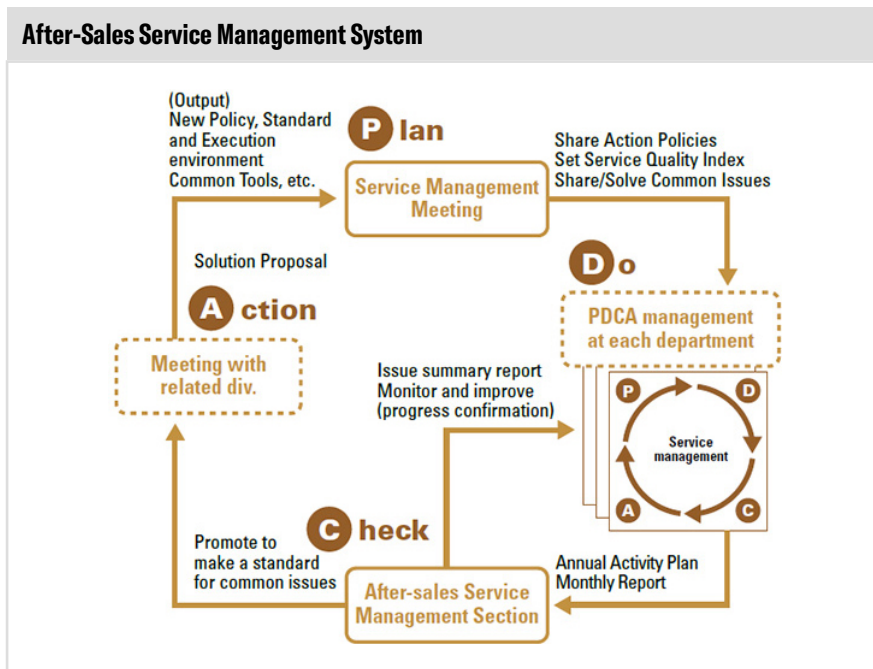 After-Sales Service Management System
(Output)
New Policy, Standard
and Execution
environment
Common Tools, etc.
Plan
Service Management
Meeting
Share Action Policies
Set Service Quality Index
Share/Solve Common Issues
Do
PDCA management
at each department
P
D
Service
management
A
C
Solution Proposal
Action
Meeting with
related div.
Issue summary report
Monitor and improve
(progress confirmation)
Check
Promote to
make a standard
for common issues
After-sales Service
Management Section
Annual Activity Plan
Monthly Report